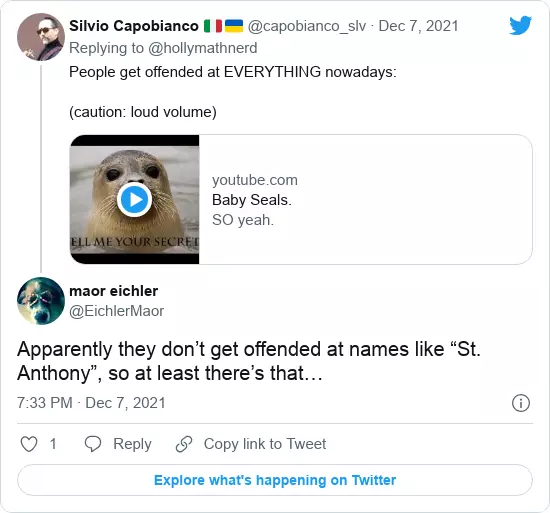 Silvio Capobianco 🇮🇹🇺🇦 @capobianco_slv · Dec 7, 2021
Replying to @hollymathnerd
People get offended at EVERYTHING nowadays:
(caution: loud volume)
youtube.com
Baby Seals.
SO yeah.
ELL ME YOUR SECRET
maor eichler
@EichlerMaor
Apparently they don’t get offended at names like “St.
Anthony”, so at least there’s that…
7:33 PM · Dec 7, 2021
1 Reply Copy link to Tweet
Explore what's happening on Twitter